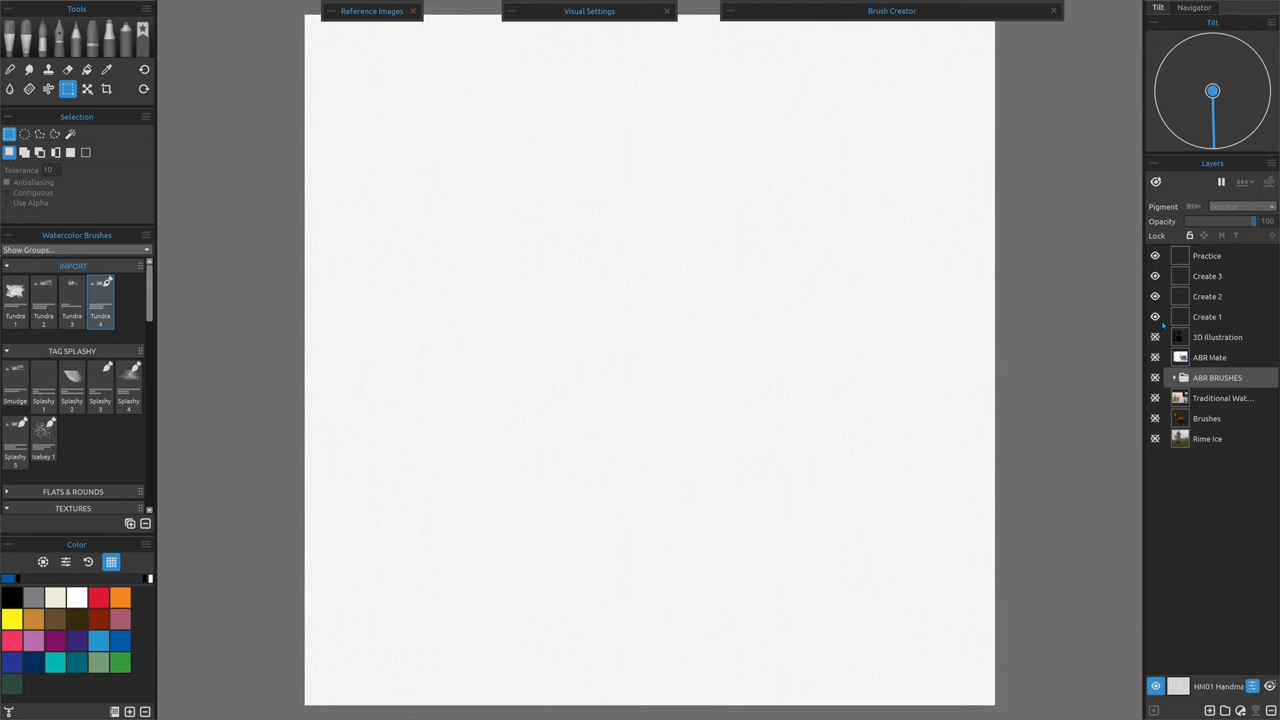 Tools
Reference Images
Visual Settings
Brush Creator
Tilt
Navigator
Tilt
Selection
Tolerance 10
Antialiasing
Contiguous
Use Alpha
Watercolor Brushes
Show Groups...
IMPORT
Tundra 1
Tundra 2
Tundra 3
Tundra 4
TAG SPLASHY
Smudge
Splashy 1
Splashy 2
Splashy 3
Splashy 4
Splashy 5
Isabey 1
FLATS & ROUNDS
TEXTURES
Color
Layers
Pigment
Normal
Opacity
100
Lock
Practice
Create 3
Create 2
Create 1
3D Illustration
ABR Mate
ABR BRUSHES
Traditional Wat...
Brushes
Rime Ice
HM01 Handma